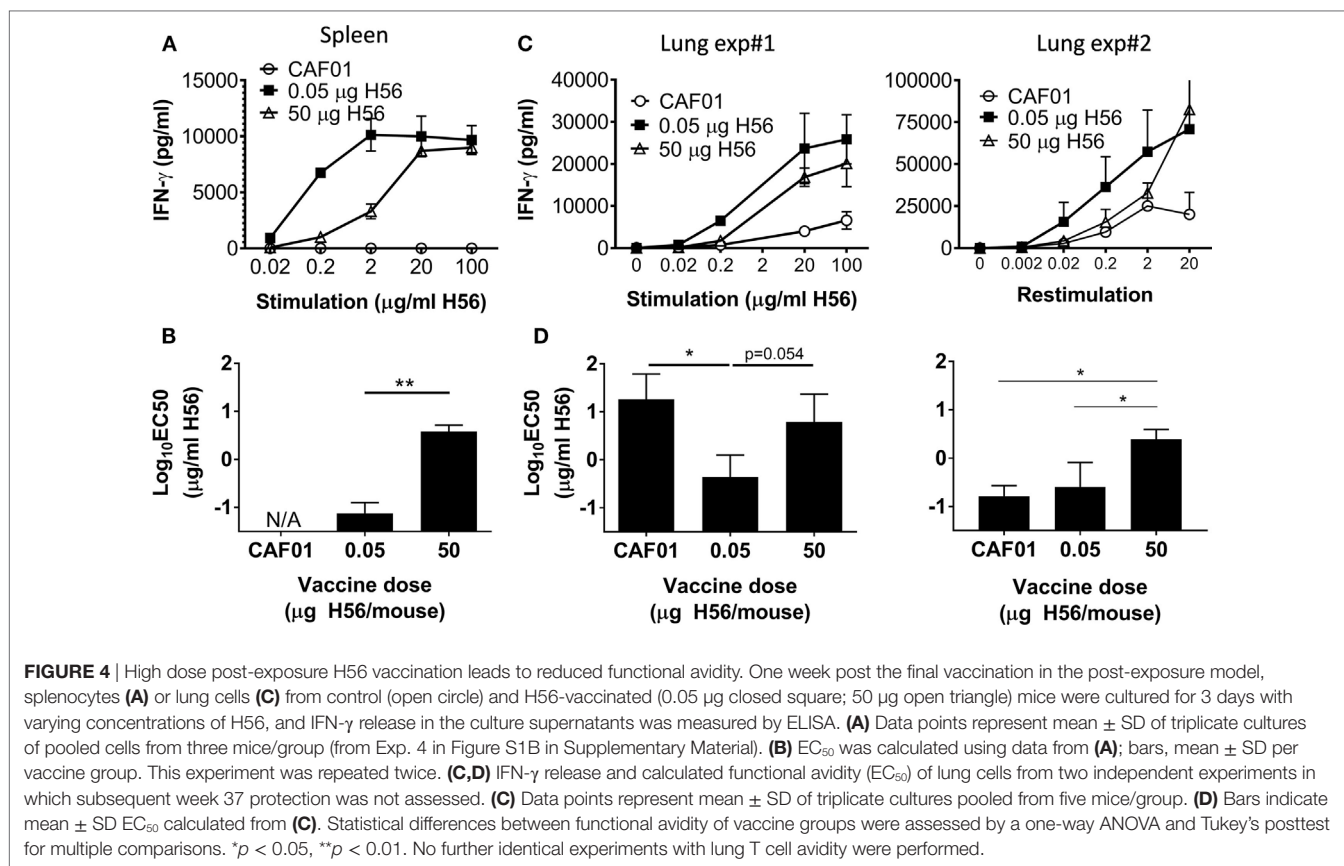 A
Spleen
CAF01
0.05 μg H56
50 μg H56
15000
10000
5000
0
IFN-γ (pg/ml)
0.02 0.2 2 20 100
Stimulation (μg/ml H56)
C
Lung exp#1
CAF01
0.05 μg H56
50 μg H56
40000
30000
20000
10000
0
IFN-γ (pg/ml)
0 0.02 0.2 2 20 100
Stimulation (μg/ml H56)
Lung exp#2
CAF01
0.05 μg H56
50 μg H56
100000
75000
50000
25000
0
0 0.002 0.02 0.2 2 20
Restimulation
B
2
1
0
-1
Log10EC50
(μg/ml H56)
**
N/A
CAF01 0.05 50
Vaccine dose
(μg H56/mouse)
D
2
1
0
-1
Log10EC50
(μg/ml H56)
*
p=0.054
CAF01 0.05 50
Vaccine dose
(μg H56/mouse)
2
1
0
-1
*
*
CAF01 0.05 50
Vaccine dose
(μg H56/mouse)
FIGURE 4 | High dose post-exposure H56 vaccination leads to reduced functional avidity. One week post the final vaccination in the post-exposure model,
splenocytes (A) or lung cells (C) from control (open circle) and H56-vaccinated (0.05 μg closed square; 50 μg open triangle) mice were cultured for 3 days with
varying concentrations of H56, and IFN-γ release in the culture supernatants was measured by ELISA. (A) Data points represent mean ± SD of triplicate cultures
of pooled cells from three mice/group (from Exp. 4 in Figure S1B in Supplementary Material). (B) EC50 was calculated using data from (A); bars, mean ± SD per
vaccine group. This experiment was repeated twice. (C,D) IFN-γ release and calculated functional avidity (EC50) of lung cells from two independent experiments in
which subsequent week 37 protection was not assessed. (C) Data points represent mean ± SD of triplicate cultures pooled from five mice/group. (D) Bars indicate
mean ± SD EC50 calculated from (C). Statistical differences between functional avidity of vaccine groups were assessed by a one-way ANOVA and Tukey's posttest
for multiple comparisons. *p < 0.05, **p < 0.01. No further identical experiments with lung T cell avidity were performed.